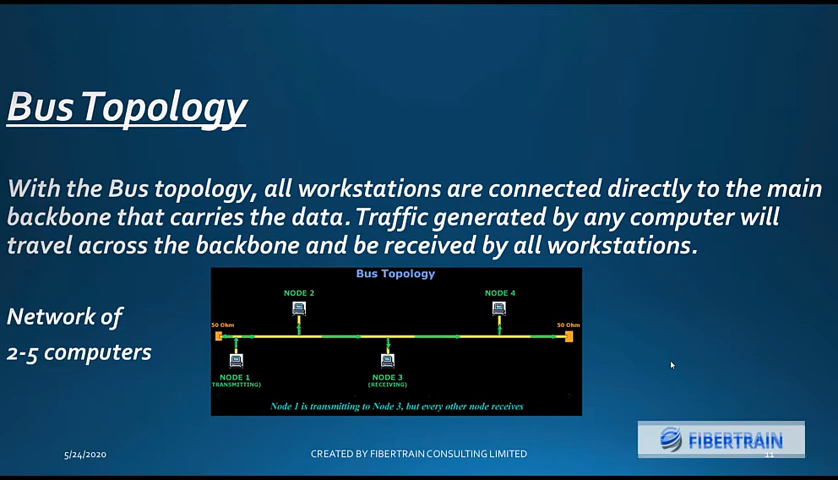 Bus Topology
With the Bus topology, all workstations are connected directly to the main
backbone that carries the data. Traffic generated by any computer will
travel across the backbone and be received by all workstations.
Network of
2-5 computers
Bus Topology
NODE 2
NODE 4
50 Ohm
50 Ohm
NODE 1
TRANSMITTING)
NODE 3
(RECEIVING)
Node 1 is transmitting to Node 3, but every other node receives
FIBERTRAIN
5/24/2020
CREATED BY FIBERTRAIN CONSULTING LIMITED
11